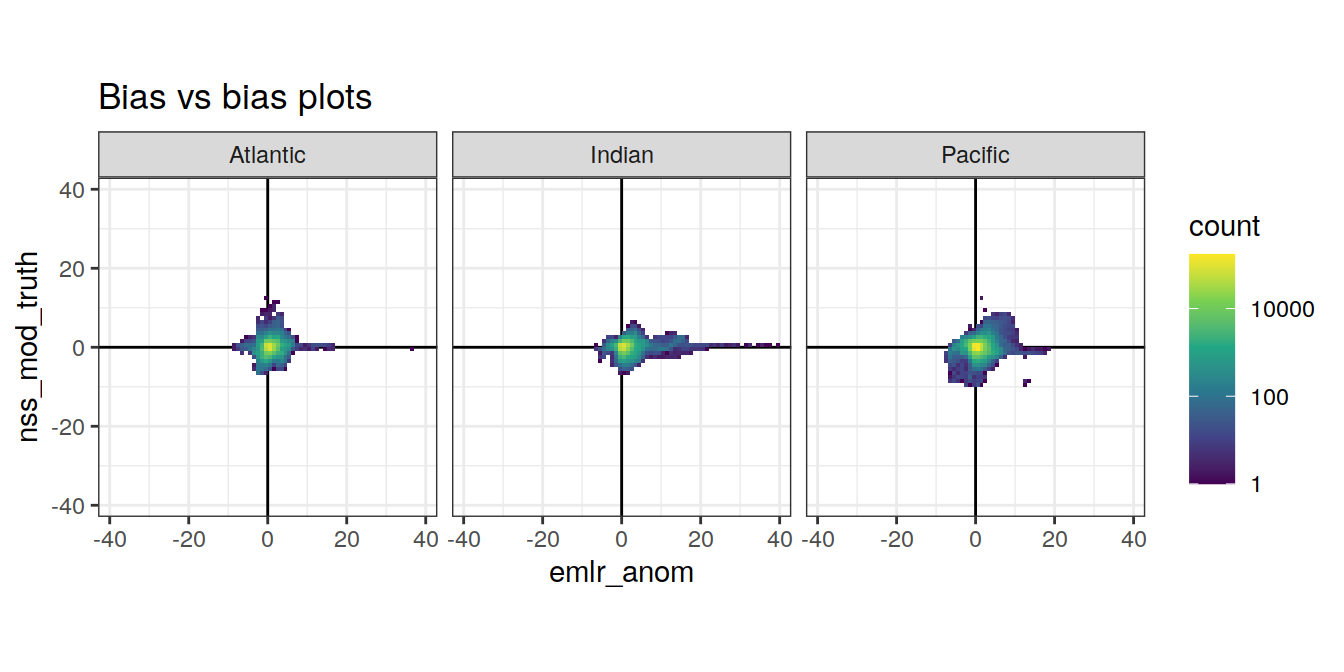 Bias vs bias plots
Atlantic Indian Pacific
nss_mod_truth
40
20
0
-20
-40
-40 -20 0 20 40 -40 -20 0 20 40 -40 -20 0 20 40
emlr_anom
count
10000
100
1